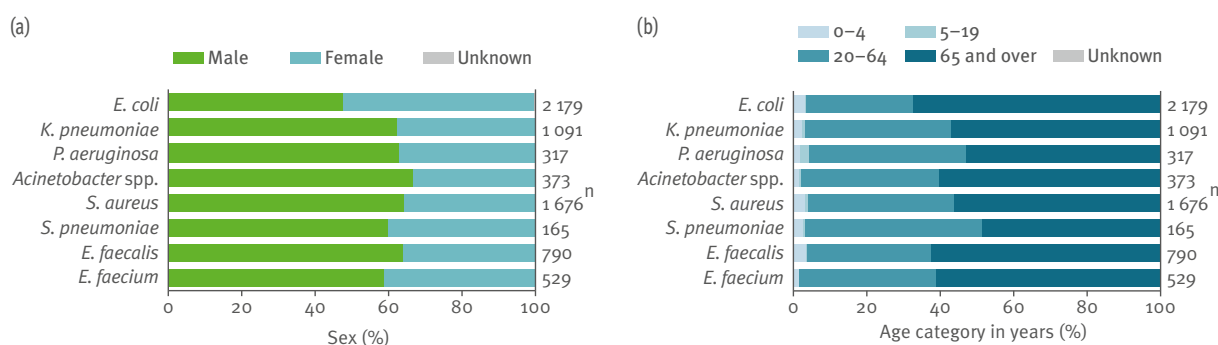 (a)
Male Female Unknown
E. coli 2 179
K. pneumoniae 1 091
P. aeruginosa 317
Acinetobacter spp. 373
n
S. aureus 1 676
S. pneumoniae 165
E. faecalis 790
E. faecium 529
0 20 40 60 80 100
Sex (%)
(b)
0–4 5–19
20–64 65 and over Unknown
E. coli 2 179
K. pneumoniae 1 091
P. aeruginosa 317
Acinetobacter spp. 373
n
S. aureus 1 676
S. pneumoniae 165
E. faecalis 790
E. faecium 529
0 20 40 60 80 100
Age category in years (%)